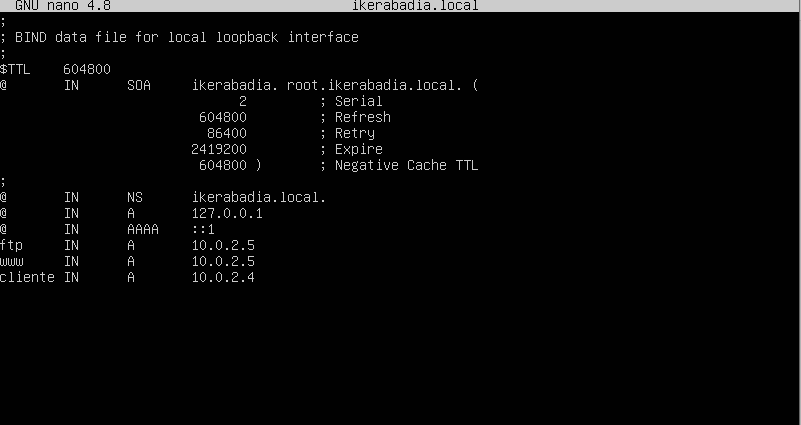 GNU nano 4.8 ikerabadia.local
;
; BIND data file for local loopback interface
;
$TTL 604800
@ IN SOA ikerabadia. root.ikerabadia.local. (
2 ; Serial
604800 ; Refresh
86400 ; Retry
2419200 ; Expire
604800 ) ; Negative Cache TTL
;
@ IN NS ikerabadia.local.
@ IN A 127.0.0.1
@ IN AAAA ::1
ftp IN A 10.0.2.5
www IN A 10.0.2.5
cliente IN A 10.0.2.4